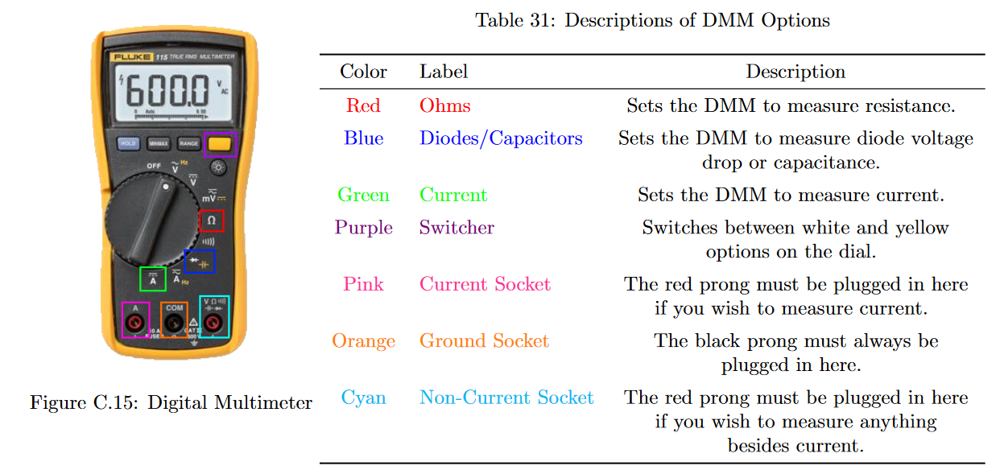 Table 31: Descriptions of DMM Options
Color Label Description
Red Ohms Sets the DMM to measure resistance.
Blue Diodes/Capacitors Sets the DMM to measure diode voltage
drop or capacitance.
Green Current Sets the DMM to measure current.
Purple Switcher Switches between white and yellow
options on the dial.
Pink Current Socket The red prong must be plugged in here
if you wish to measure current.
Orange Ground Socket The black prong must always be
plugged in here.
Cyan Non-Current Socket The red prong must be plugged in here
if you wish to measure anything
besides current.
FLUKE 115 TRUE RMS MULTIMETER
600.0 V AC
0 Auto
HOLD MINMAX RANGE
OFF V Hz
V
mV
Ω
A
A Hz
A COM V Ω
10 A
FUSED
Figure C.15: Digital Multimeter